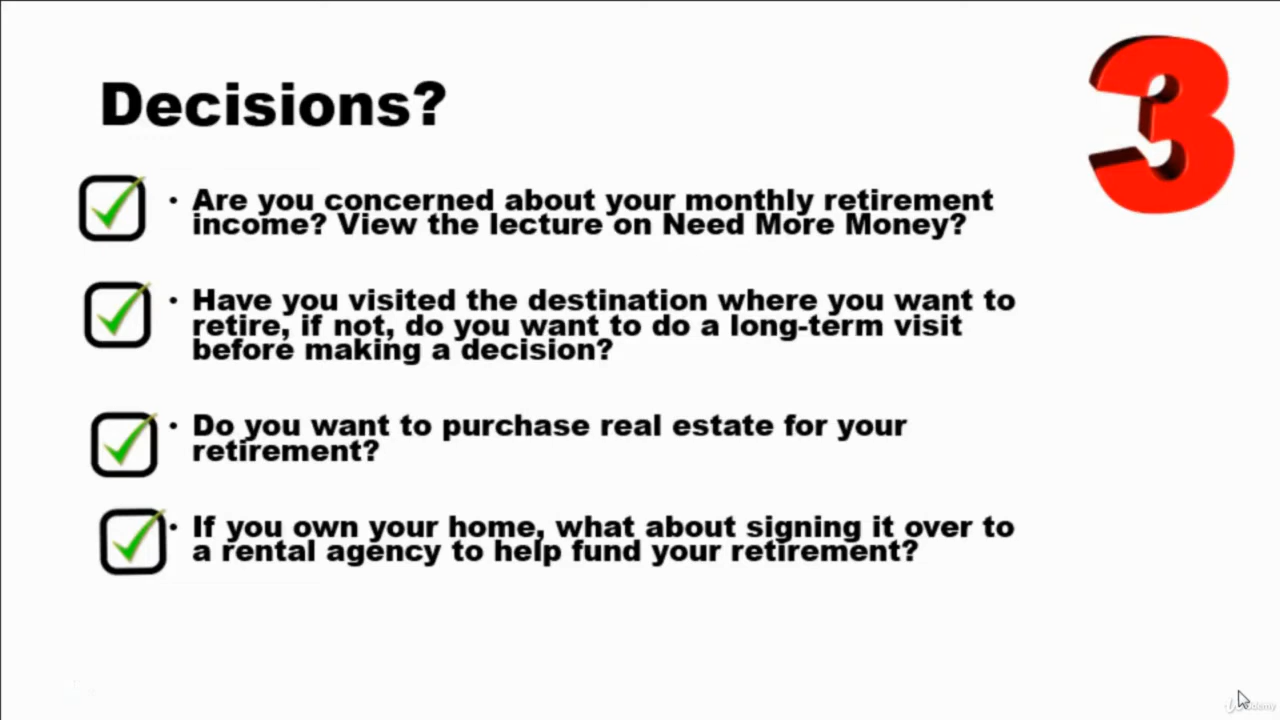 Decisions?
3
• Are you concerned about your monthly retirement
income? View the lecture on Need More Money?
• Have you visited the destination where you want to
retire, if not, do you want to do a long-term visit
before making a decision?
• Do you want to purchase real estate for your
retirement?
• If you own your home, what about signing it over to
a rental agency to help fund your retirement?
Udemy